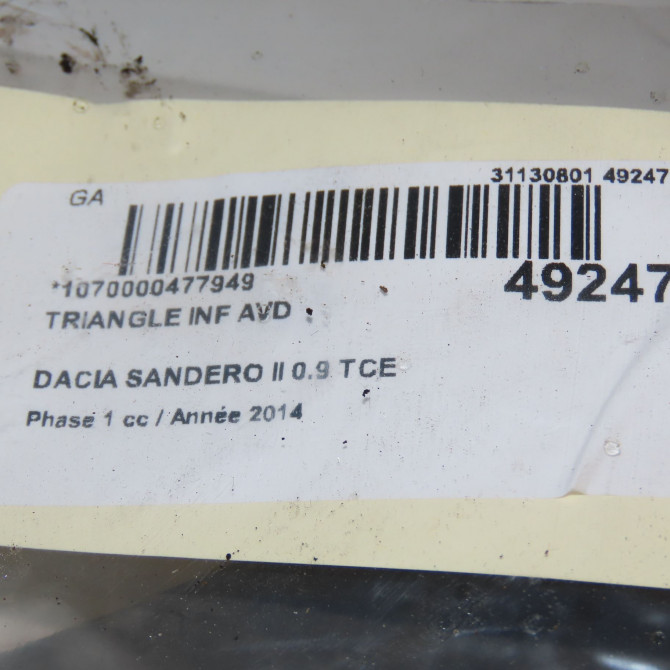 GA
31130801 49247
*1070000477949
49247
TRIANGLE INF AVD
DACIA SANDERO II 0.9 TCE
Phase 1 cc / Année 2014